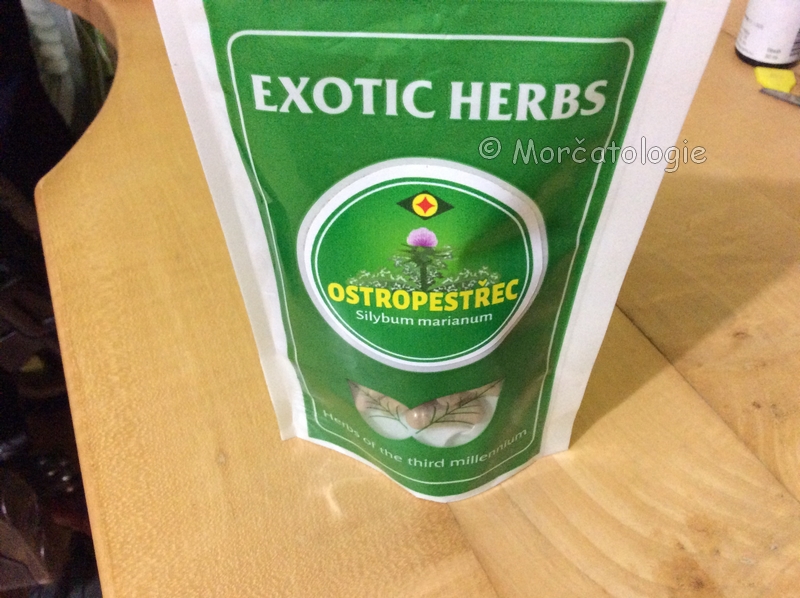 EXOTIC HERBS
© Morčatologie
OSTROPESTŘEC
Silybum marianum
Herbs of the third millennium